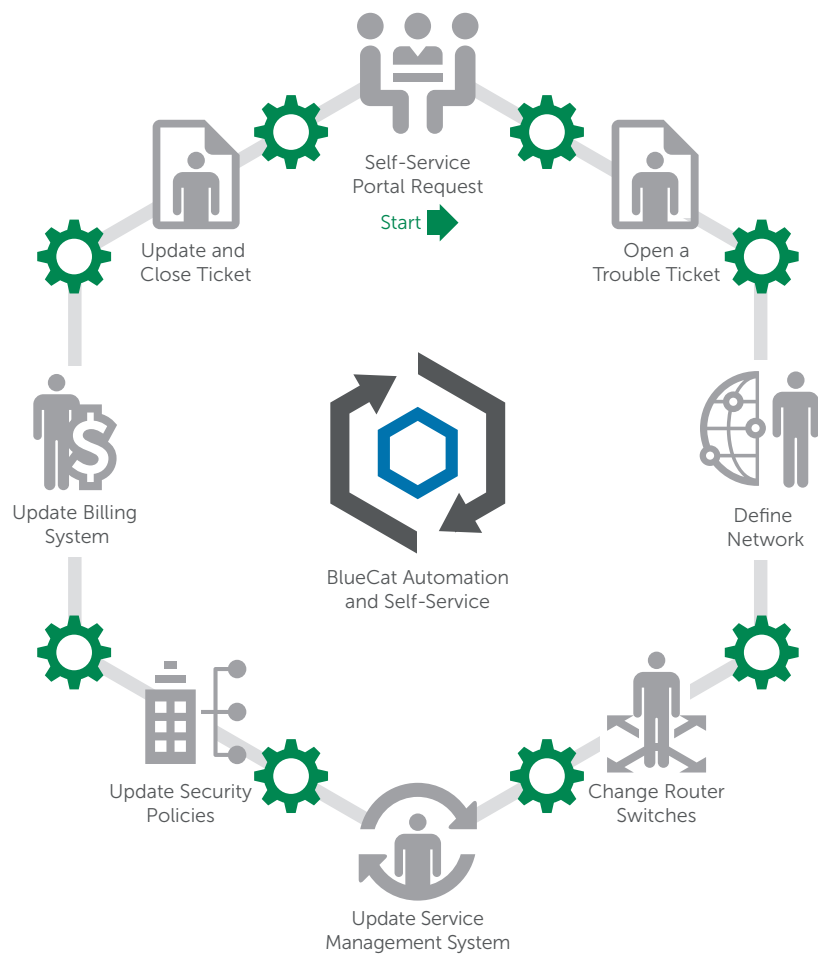 Self-Service
Portal Request
Start
Open a
Trouble Ticket
Define
Network
Change Router
Switches
Update Service
Management System
Update Security
Policies
Update Billing
System
Update and
Close Ticket
BlueCat Automation
and Self-Service